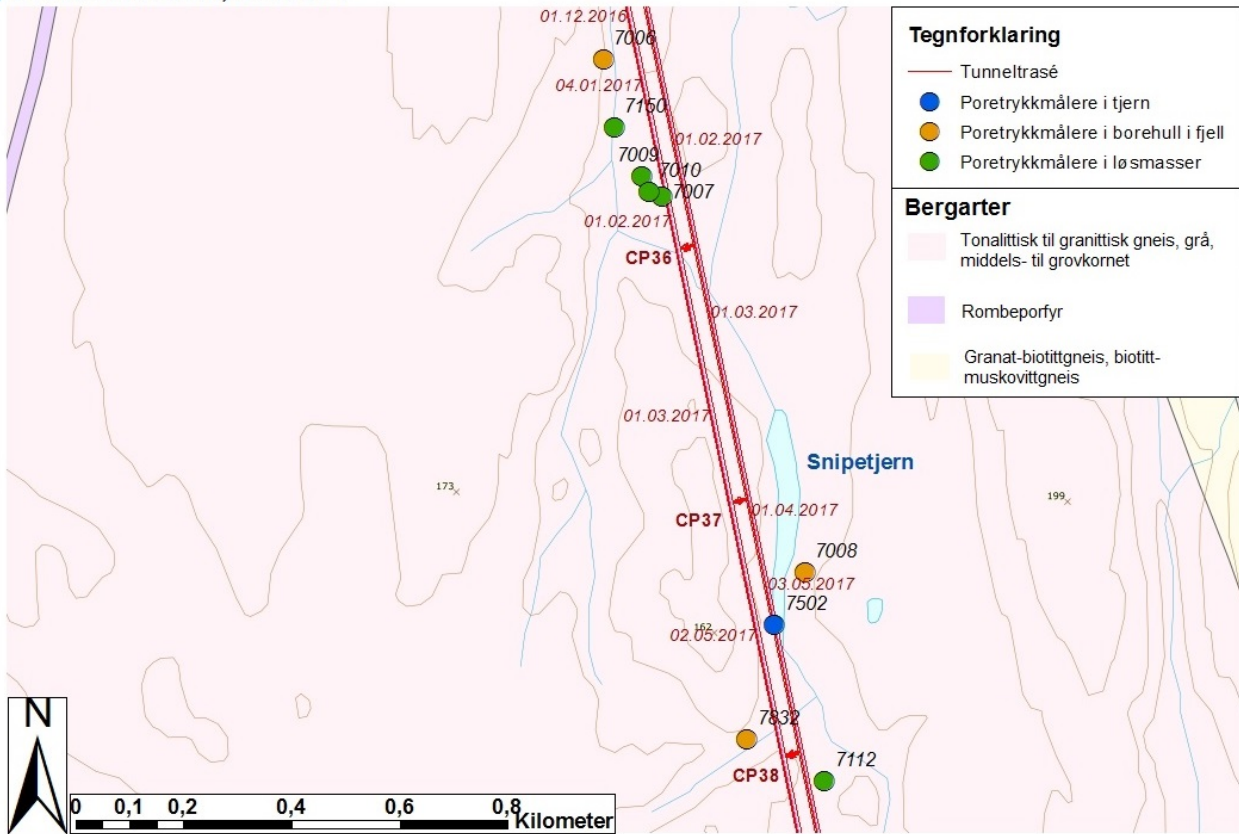 01.12.2016
7006
04.01.2017
7150
01.02.2017
7009
7010
7007
01.02.2017
CP36
01.03.2017
01.03.2017
Snipetjern
173
199
CP37
01.04.2017
7008
03.05.2017
7502
162
02.05.2017
7832
7112
CP38
Tegnforklaring
Tunneltrasé
Poretrykkmålere i tjern
Poretrykkmålere i borehull i fjell
Poretrykkmålere i løsmasser
Bergarter
Tonalittisk til granittisk gneis, grå,
middels- til grovkornet
Rombeporfyr
Granat-biotittgneis, biotitt-
muskovittgneis
N
0 0,1 0,2 0,4 0,6 0,8
Kilometer